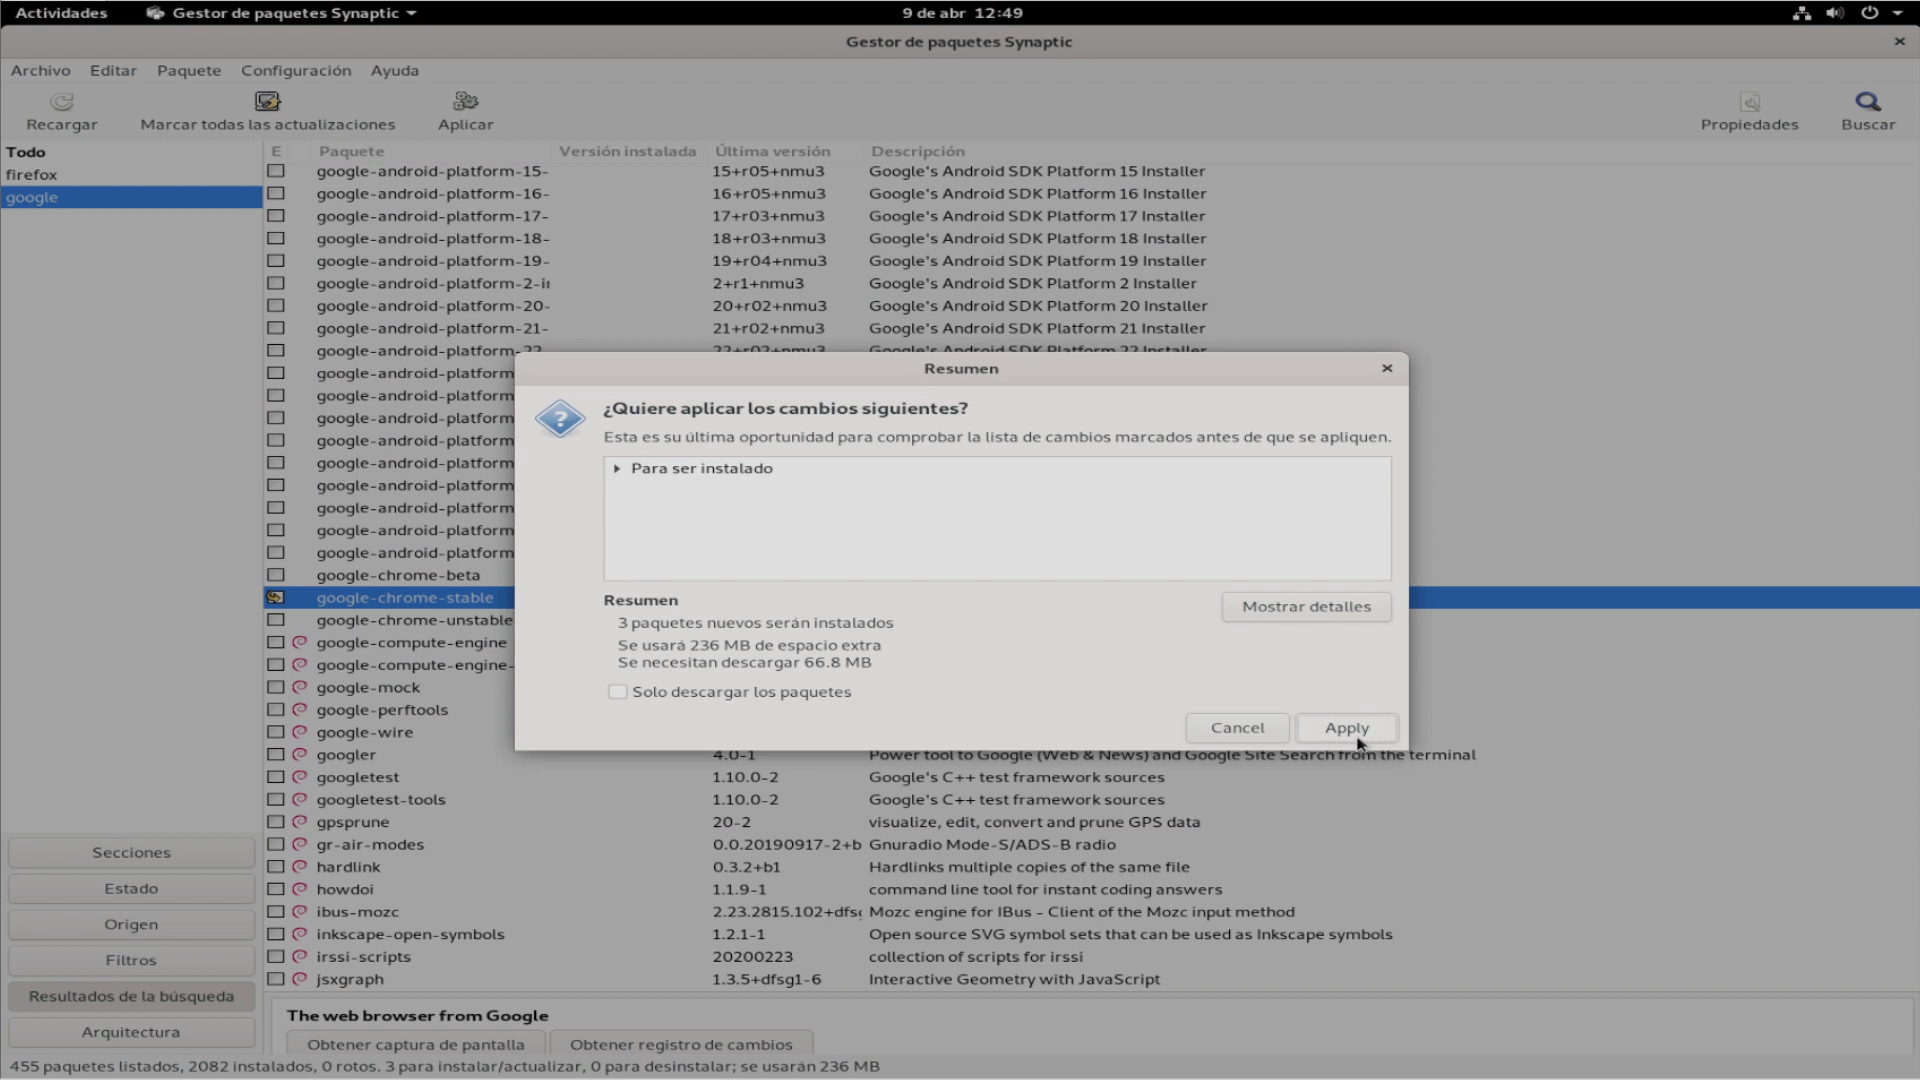 Actividades Gestor de paquetes Synaptic 9 de abr 12:49
Gestor de paquetes Synaptic
Archivo Editar Paquete Configuración Ayuda
Recargar Marcar todas las actualizaciones Aplicar Propiedades Buscar
Todo
firefox
google
E Paquete Versión instalada Última versión Descripción
google-android-platform-15- 15+r05+nmu3 Google's Android SDK Platform 15 Installer
google-android-platform-16- 16+r05+nmu3 Google's Android SDK Platform 16 Installer
google-android-platform-17- 17+r03+nmu3 Google's Android SDK Platform 17 Installer
google-android-platform-18- 18+r03+nmu3 Google's Android SDK Platform 18 Installer
google-android-platform-19- 19+r04+nmu3 Google's Android SDK Platform 19 Installer
google-android-platform-2-i 2+r1+nmu3 Google's Android SDK Platform 2 Installer
google-android-platform-20- 20+r02+nmu3 Google's Android SDK Platform 20 Installer
google-android-platform-21- 21+r02+nmu3 Google's Android SDK Platform 21 Installer
google-android-platform-22 22+r02+nmu3 Google's Android SDK Platform 22 Installer
google-android-platform
google-android-platform
google-android-platform
google-android-platform
google-android-platform
google-android-platform
google-android-platform
google-android-platform
google-android-platform
google-chrome-beta
google-chrome-stable
google-chrome-unstable
google-compute-engine
google-compute-engine-
google-mock
google-perftools
google-wire
googler 4.0-1 Power tool to Google (Web & News) and Google Site Search from the terminal
googletest 1.10.0-2 Google's C++ test framework sources
googletest-tools 1.10.0-2 Google's C++ test framework sources
gpsprune 20-2 visualize, edit, convert and prune GPS data
gr-air-modes 0.0.20190917-2+b Gnuradio Mode-S/ADS-B radio
hardlink 0.3.2+b1 Hardlinks multiple copies of the same file
howdoi 1.1.9-1 command line tool for instant coding answers
ibus-mozc 2.23.2815.102+dfs Mozc engine for IBus - Client of the Mozc input method
inkscape-open-symbols 1.2.1-1 Open source SVG symbol sets that can be used as Inkscape symbols
irssi-scripts 20200223 collection of scripts for irssi
jsxgraph 1.3.5+dfsg1-6 Interactive Geometry with JavaScript
Resumen
¿Quiere aplicar los cambios siguientes?
Esta es su última oportunidad para comprobar la lista de cambios marcados antes de que se apliquen.
Para ser instalado
Resumen
Mostrar detalles
3 paquetes nuevos serán instalados
Se usará 236 MB de espacio extra
Se necesitan descargar 66.8 MB
Solo descargar los paquetes
Cancel Apply
Secciones
Estado
Origen
Filtros
Resultados de la búsqueda
Arquitectura
The web browser from Google
Obtener captura de pantalla Obtener registro de cambios
455 paquetes listados, 2082 instalados, 0 rotos. 3 para instalar/actualizar, 0 para desinstalar; se usarán 236 MB